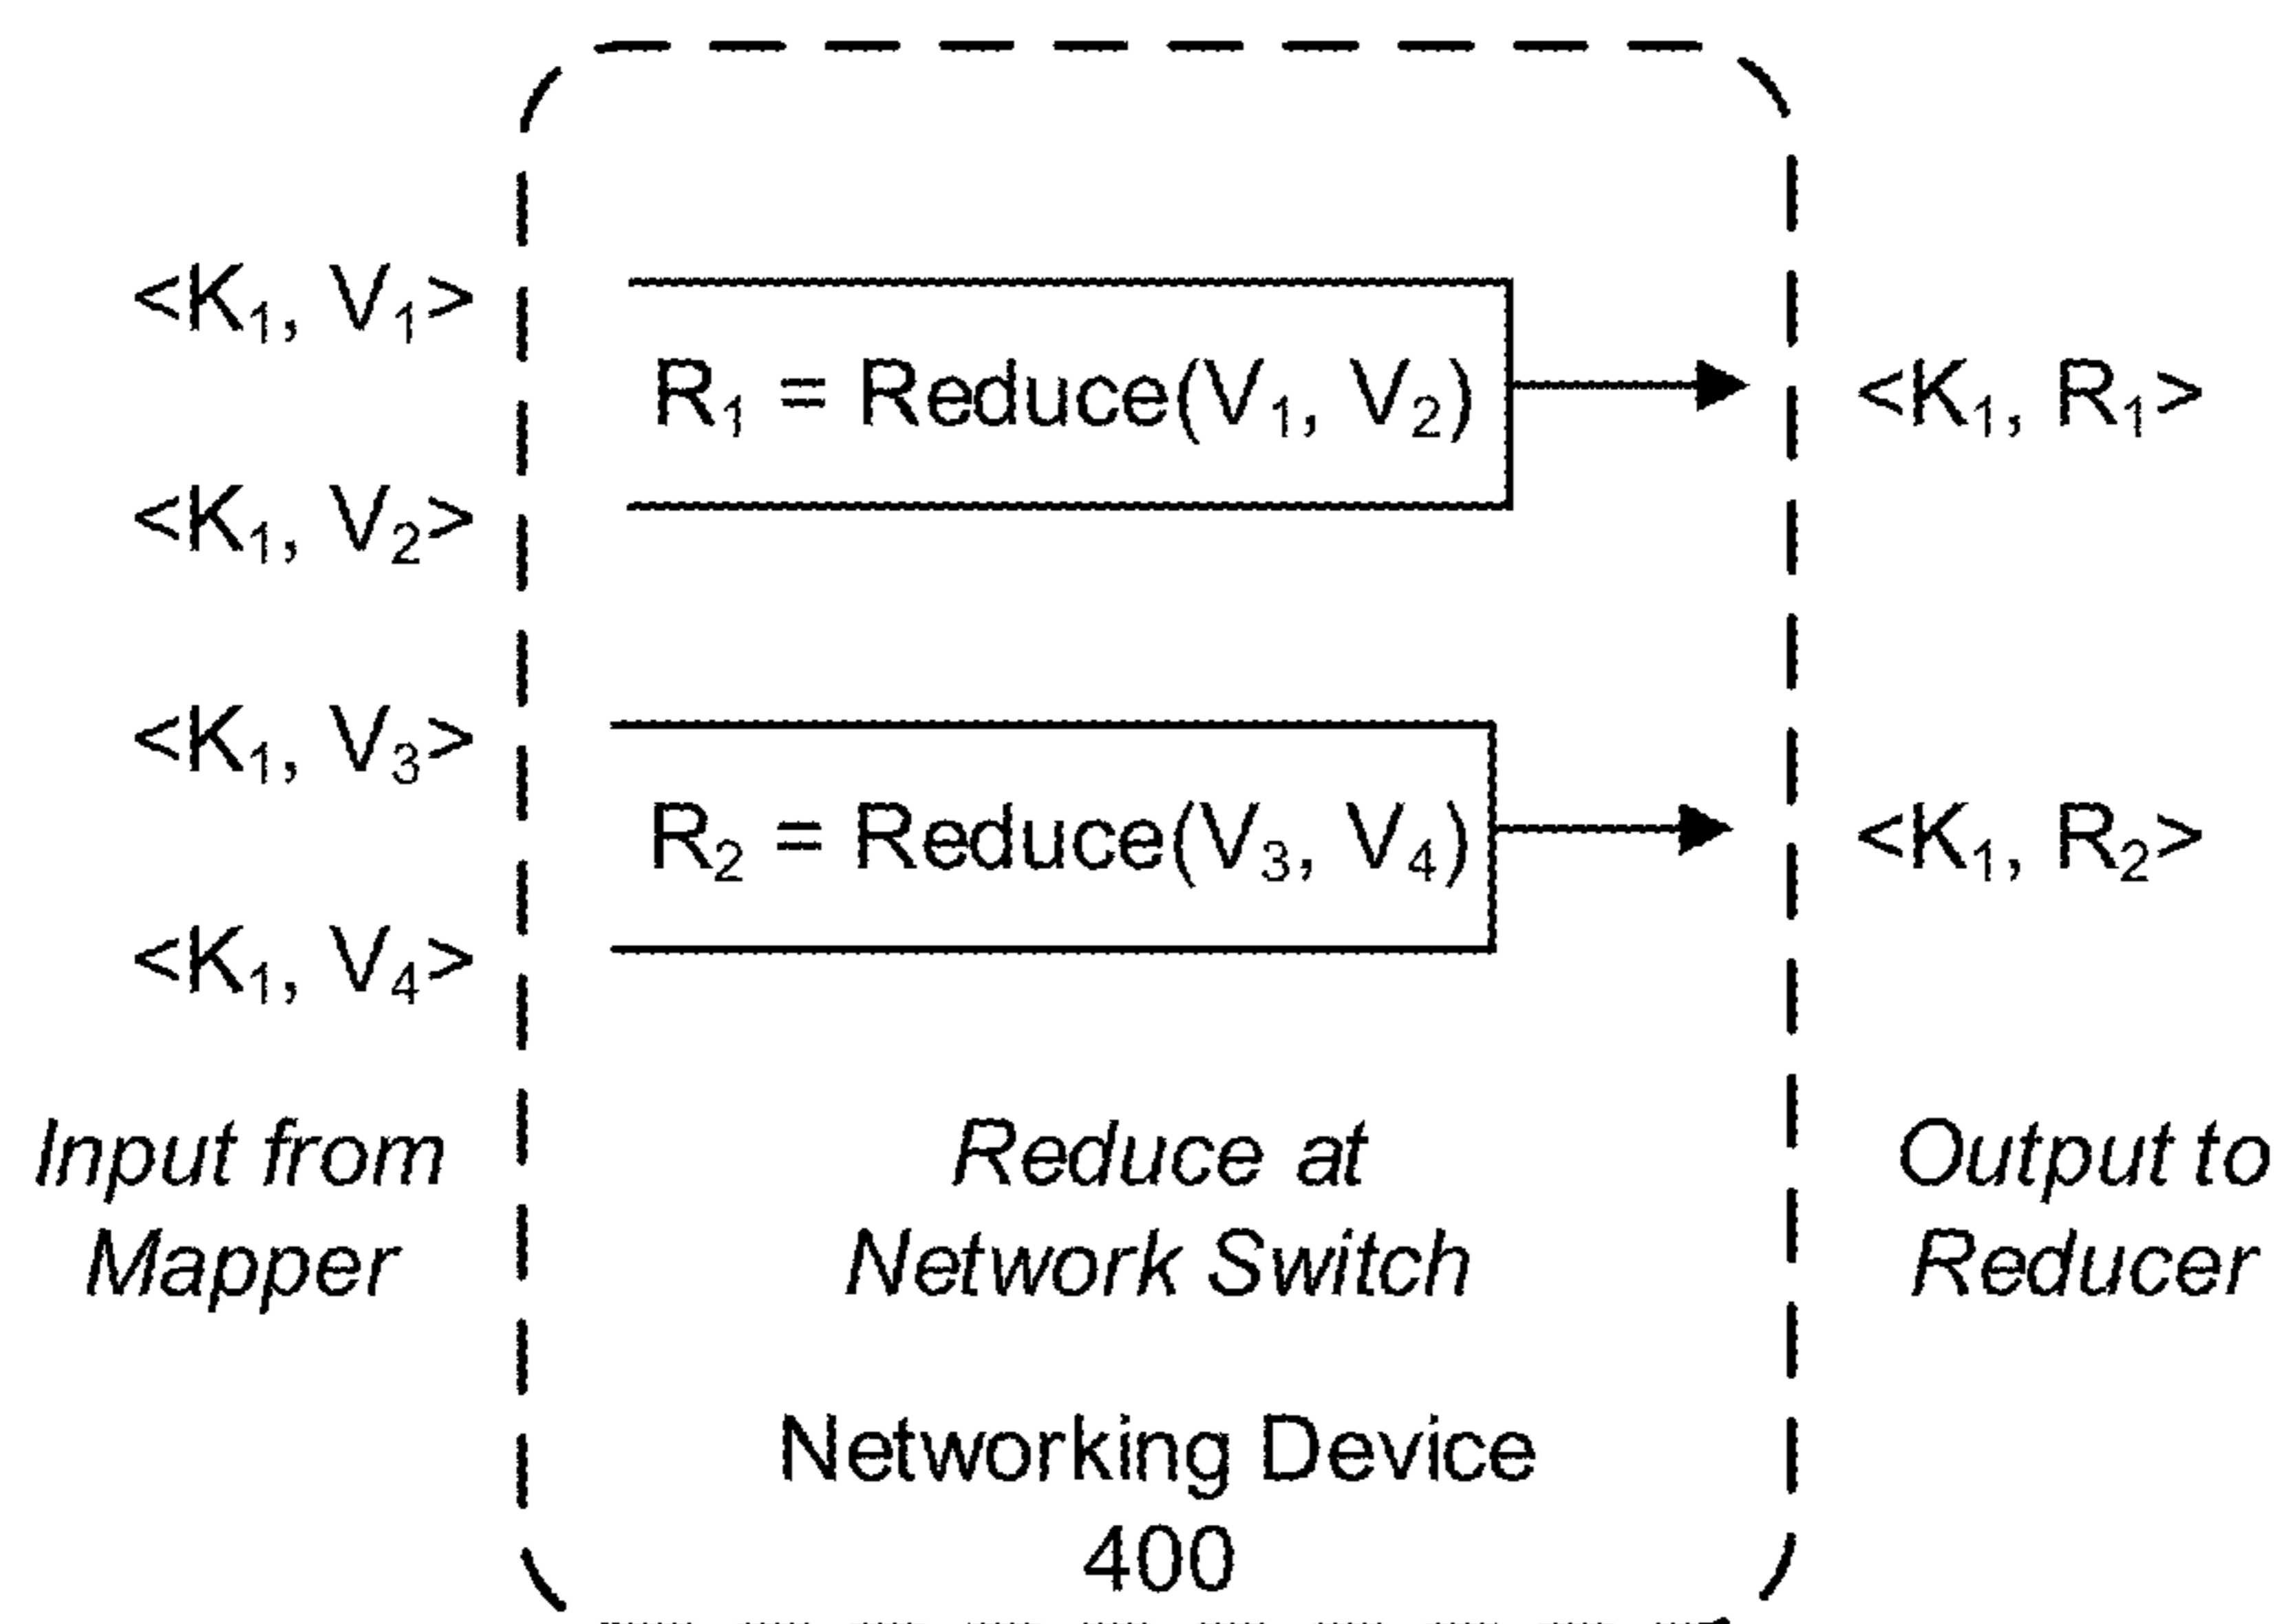 <K₁, V₁>
<K₁, V₂>
<K₁, V₃>
<K₁, V₄>
Input from
Mapper
R₁ = Reduce(V₁, V₂)
R₂ = Reduce(V₃, V₄)
Reduce at
Network Switch
Networking Device
400
<K₁, R₁>
<K₁, R₂>
Output to
Reducer